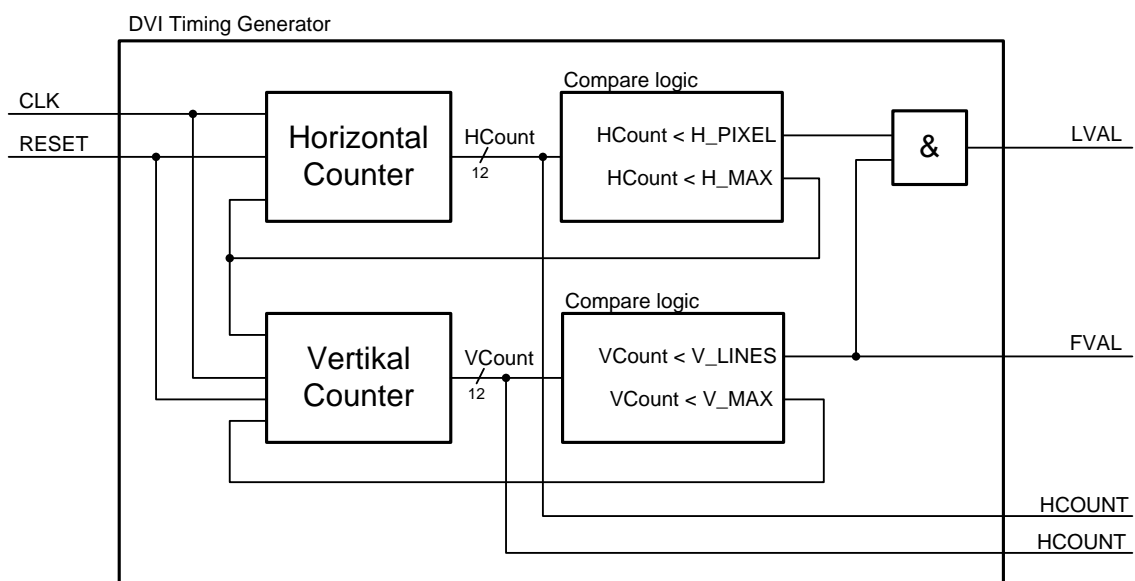 DVI Timing Generator
CLK
RESET
Horizontal
Counter
HCount
12
Compare logic
HCount < H_PIXEL
HCount < H_MAX
&
LVAL
Vertikal
Counter
VCount
12
Compare logic
VCount < V_LINES
VCount < V_MAX
FVAL
HCOUNT
HCOUNT